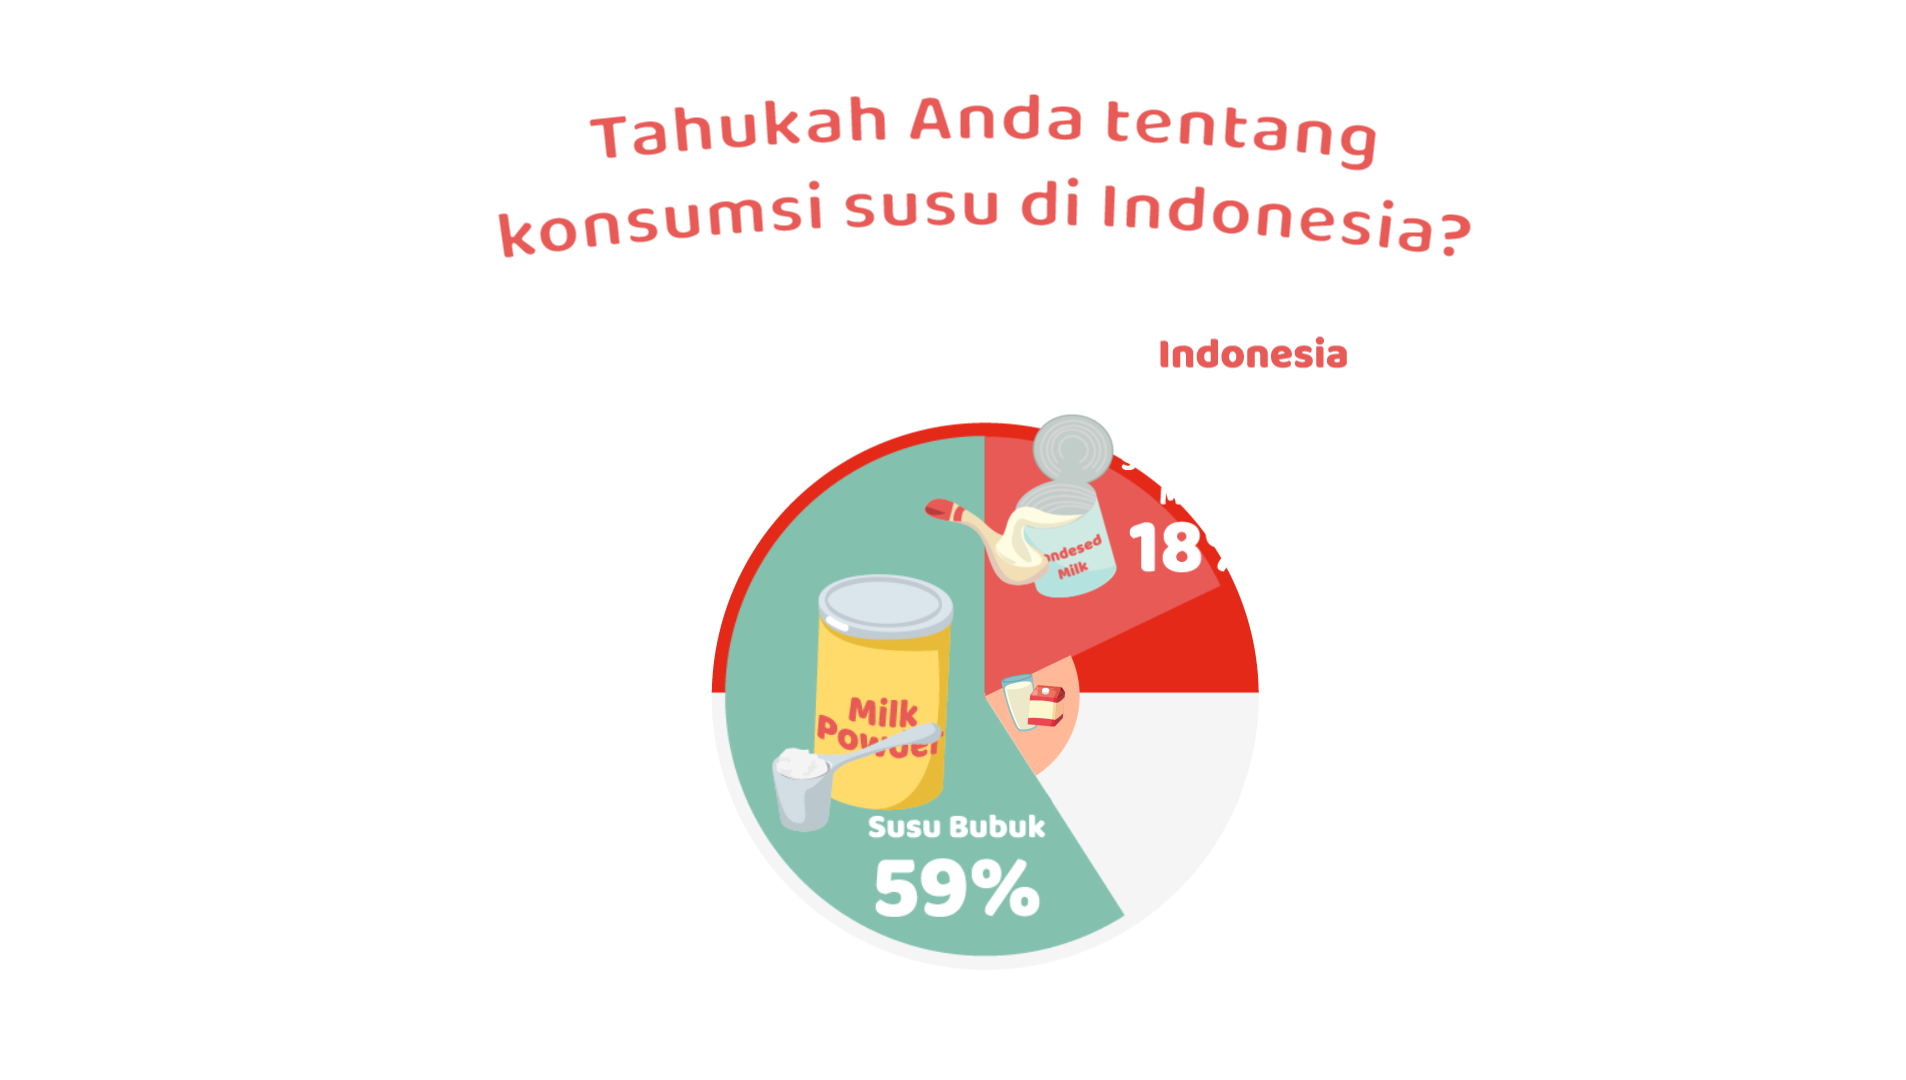 Tahukah Anda tentang
konsumsi susu di Indonesia?
Indonesia
18%
Milk
Milk
Powder
Susu Bubuk
59%